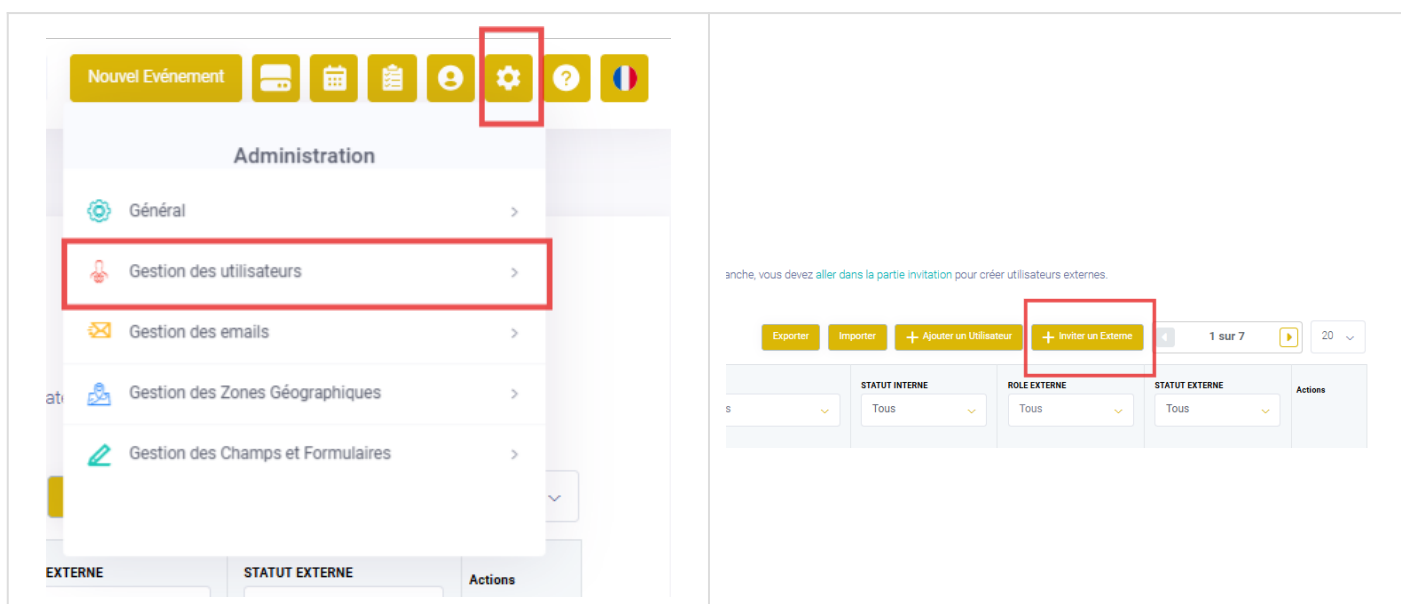 Nouvel Evénement
Administration
Général
Gestion des utilisateurs
Gestion des emails
Gestion des Zones Géographiques
Gestion des Champs et Formulaires
STATUT EXTERNE
Actions
vous devez aller dans la partie invitation pour créer utilisateurs externes.
Exporter
Importer
+ Ajouter un Utilisateur
+ Inviter un Externe
1 sur 7
20
STATUT INTERNE
ROLE EXTERNE
STATUT EXTERNE
Actions
Tous
Tous
Tous